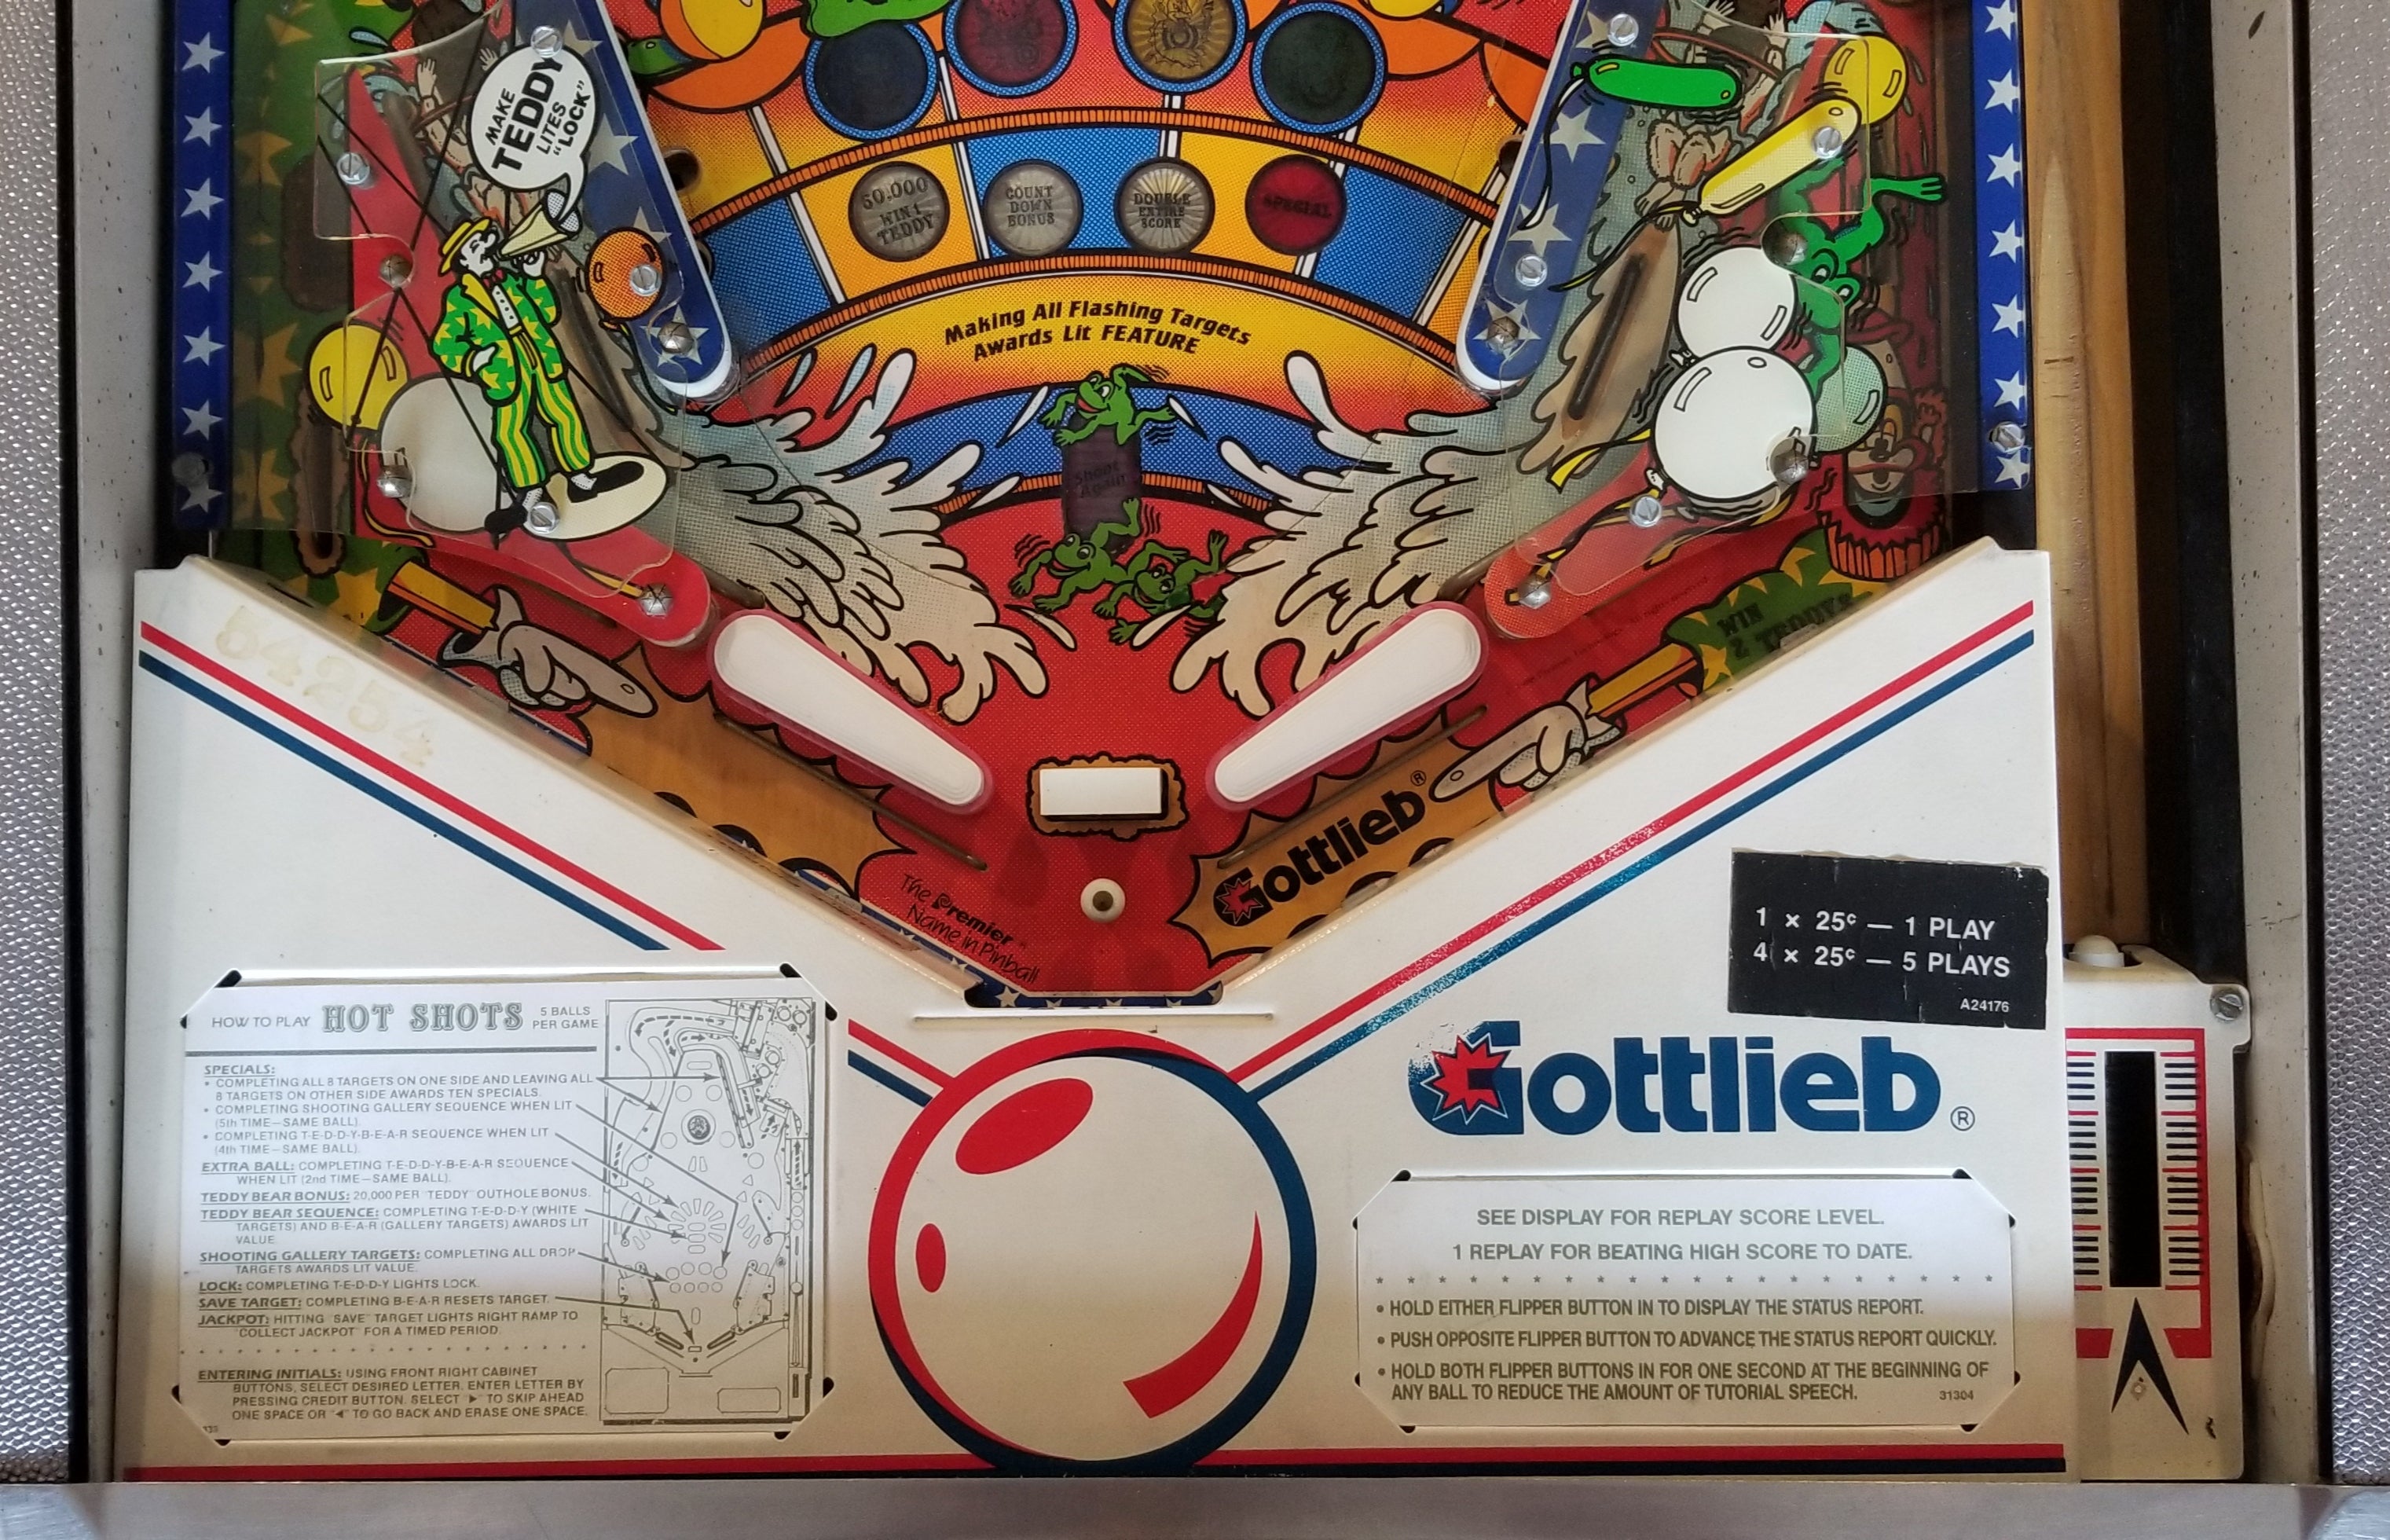 MAKE
TEDDY
LITES
"LOCK"
50,000
WIN 1
TEDDY
COUNT
DOWN
BONUS
DOUBLE
ENTIRE
SCORE
SPECIAL
Making All Flashing Targets
Awards Lit FEATURE
Shoot
Again
WIN
2 TEDDYS
54254
Gottlieb®
The Premier
Name in Pinball
1 x 25¢ — 1 PLAY
4 x 25¢ — 5 PLAYS
A24176
Gottlieb®
HOW TO PLAY HOT SHOTS 5 BALLS
PER GAME
SPECIALS:
• COMPLETING ALL 8 TARGETS ON ONE SIDE AND LEAVING ALL
8 TARGETS ON OTHER SIDE AWARDS TEN SPECIALS.
• COMPLETING SHOOTING GALLERY SEQUENCE WHEN LIT
(5th TIME—SAME BALL).
• COMPLETING T-E-D-D-Y-B-E-A-R SEQUENCE WHEN LIT
(4th TIME—SAME BALL).
EXTRA BALL: COMPLETING T-E-D-D-Y-B-E-A-R SEQUENCE
WHEN LIT (2nd TIME—SAME BALL).
TEDDY BEAR BONUS: 20,000 PER "TEDDY" OUTHOLE BONUS.
TEDDY BEAR SEQUENCE: COMPLETING T-E-D-D-Y (WHITE
TARGETS) AND B-E-A-R (GALLERY TARGETS) AWARDS LIT
VALUE.
SHOOTING GALLERY TARGETS: COMPLETING ALL DROP
TARGETS AWARDS LIT VALUE.
LOCK: COMPLETING T-E-D-D-Y LIGHTS LOCK.
SAVE TARGET: COMPLETING B-E-A-R RESETS TARGET.
JACKPOT: HITTING "SAVE" TARGET LIGHTS RIGHT RAMP TO
"COLLECT JACKPOT" FOR A TIMED PERIOD.
ENTERING INITIALS: USING FRONT RIGHT CABINET
BUTTONS, SELECT DESIRED LETTER. ENTER LETTER BY
PRESSING CREDIT BUTTON. SELECT "►" TO SKIP AHEAD
ONE SPACE OR "◄" TO GO BACK AND ERASE ONE SPACE.
SEE DISPLAY FOR REPLAY SCORE LEVEL.
1 REPLAY FOR BEATING HIGH SCORE TO DATE.
* * * * * * * * * * * * * * * * * * * *
• HOLD EITHER FLIPPER BUTTON IN TO DISPLAY THE STATUS REPORT.
• PUSH OPPOSITE FLIPPER BUTTON TO ADVANCE THE STATUS REPORT QUICKLY.
• HOLD BOTH FLIPPER BUTTONS IN FOR ONE SECOND AT THE BEGINNING OF
ANY BALL TO REDUCE THE AMOUNT OF TUTORIAL SPEECH.
31304